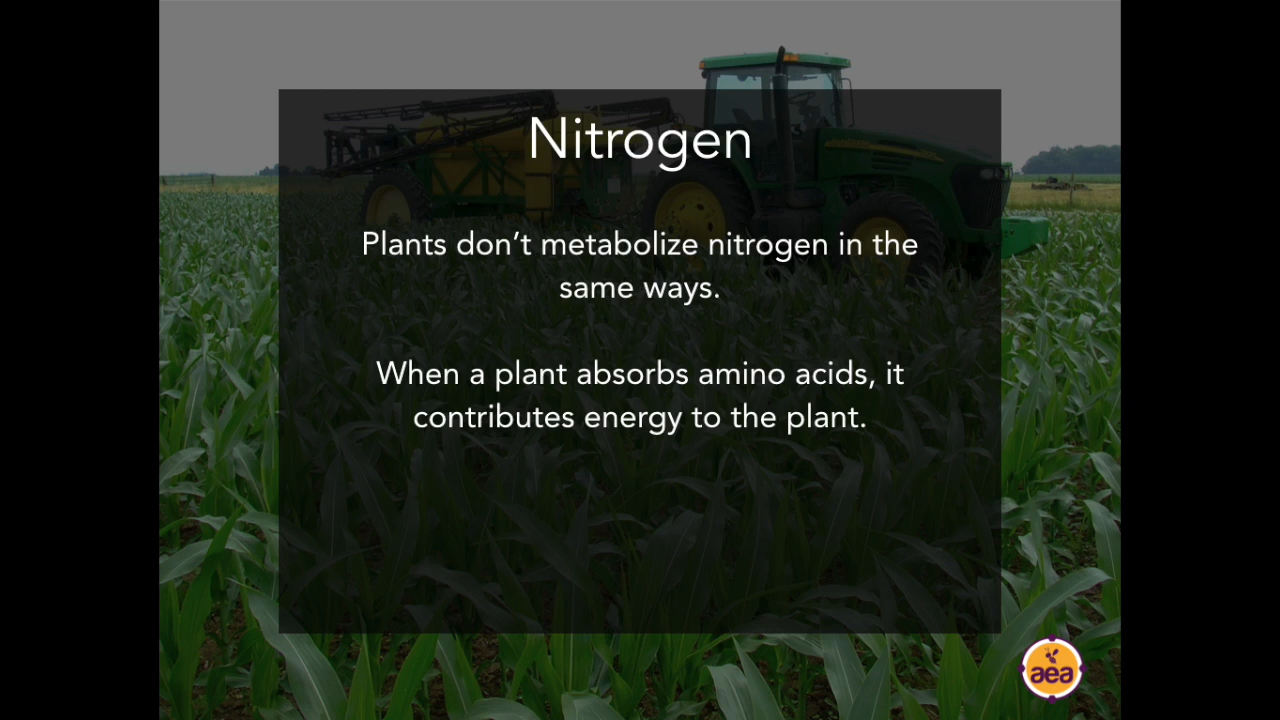 Nitrogen
Plants don't metabolize nitrogen in the
same ways.
When a plant absorbs amino acids, it
contributes energy to the plant.
aea